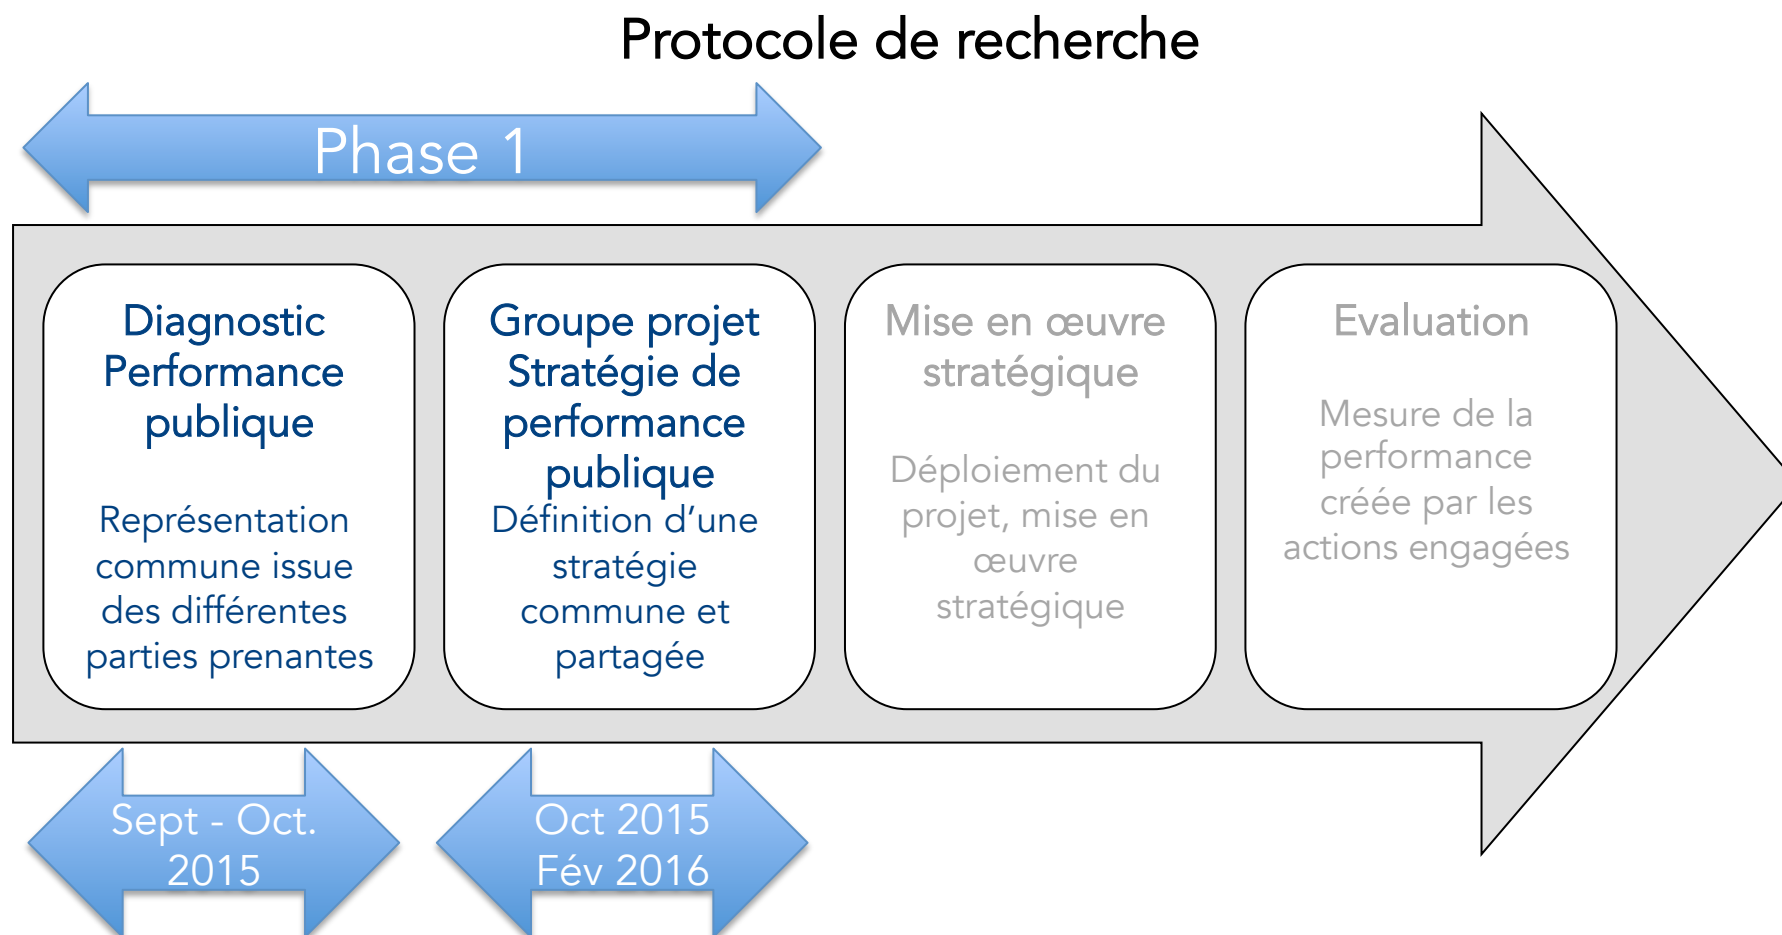 Protocole de recherche
Phase 1
Diagnostic
Performance
publique
Représentation
commune issue
des différentes
parties prenantes
Groupe projet
Stratégie de
performance
publique
Définition d’une
stratégie
commune et
partagée
Mise en œuvre
stratégique
Déploiement du
projet, mise en
œuvre
stratégique
Evaluation
Mesure de la
performance
créée par les
actions engagées
Sept - Oct.
2015
Oct 2015
Fév 2016